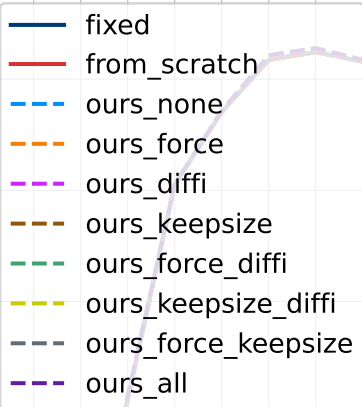 fixed
from_scratch
ours_none
ours_force
ours_diffi
ours_keepsize
ours_force_diffi
ours_keepsize_diffi
ours_force_keepsize
ours_all